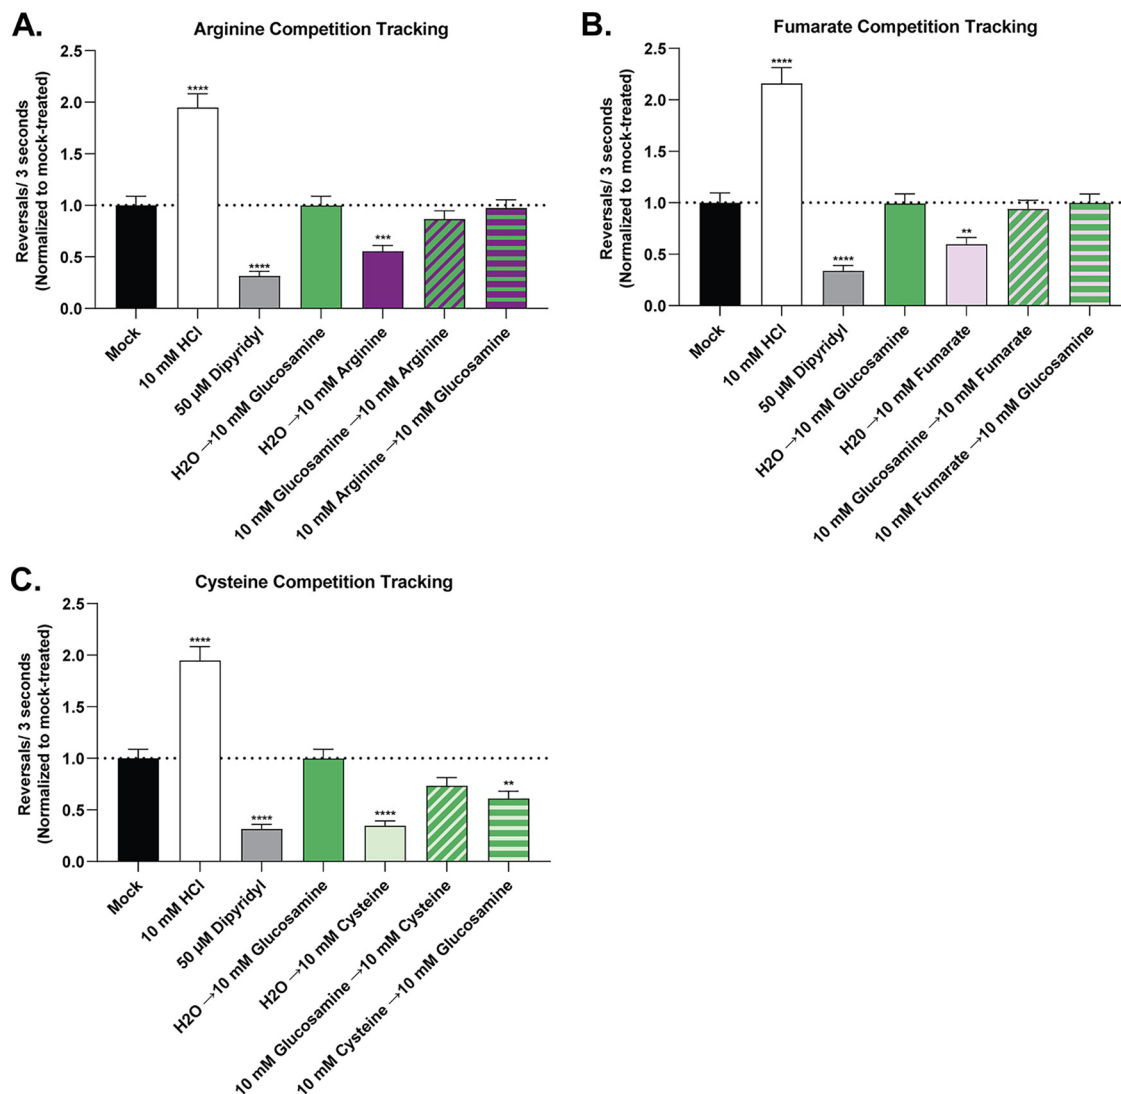 A.
Arginine Competition Tracking
Reversals/ 3 seconds
(Normalized to mock-treated)
2.5
2.0
1.5
1.0
0.5
0.0
****
****
***
Mock
10 mM HCl
50 µM Dipyridyl
H2O →10 mM Glucosamine
H2O →10 mM Arginine
10 mM Glucosamine →10 mM Arginine
10 mM Arginine →10 mM Glucosamine
B.
Fumarate Competition Tracking
Reversals/ 3 seconds
(Normalized to mock-treated)
2.5
2.0
1.5
1.0
0.5
0.0
****
****
**
Mock
10 mM HCl
50 µM Dipyridyl
H2O →10 mM Glucosamine
H20 →10 mM Fumarate
10 mM Glucosamine →10 mM Fumarate
10 mM Fumarate →10 mM Glucosamine
C.
Cysteine Competition Tracking
Reversals/ 3 seconds
(Normalized to mock-treated)
2.5
2.0
1.5
1.0
0.5
0.0
****
****
****
**
Mock
10 mM HCl
50 µM Dipyridyl
H2O →10 mM Glucosamine
H2O →10 mM Cysteine
10 mM Glucosamine →10 mM Cysteine
10 mM Cysteine →10 mM Glucosamine